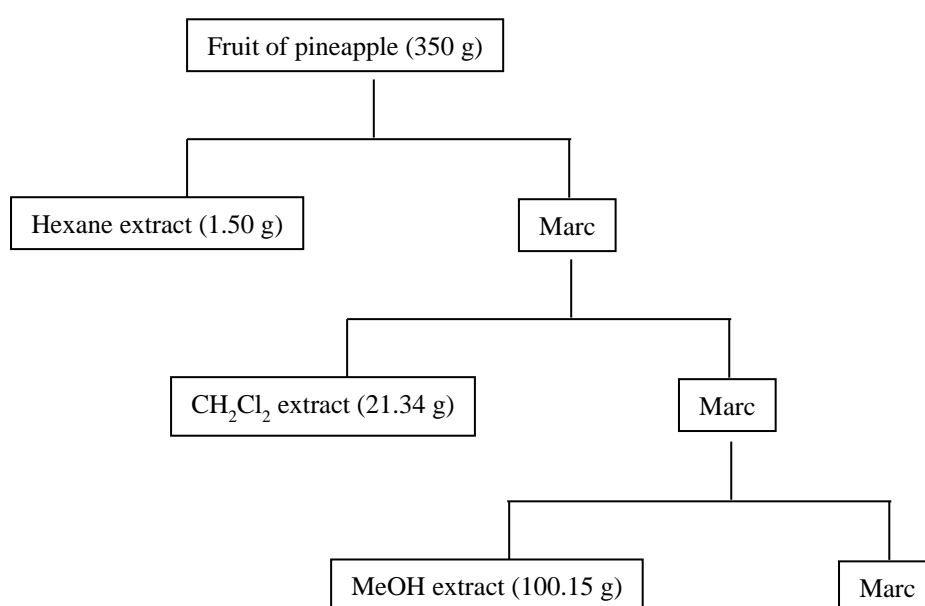 Fruit of pineapple (350 g)
Hexane extract (1.50 g)
Marc
CH₂Cl₂ extract (21.34 g)
Marc
MeOH extract (100.15 g)
Marc